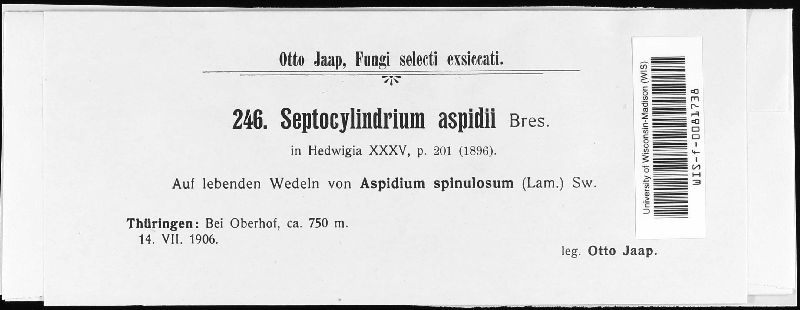 Otto Jaap, Fungi selecti exsiccati.
246. Septocylindrium aspidii Bres.
in Hedwigia XXXV, p. 201 (1896).
Auf lebenden Wedeln von Aspidium spinulosum (Lam.) Sw.
Thüringen: Bei Oberhof, ca. 750 m.
14. VII. 1906.
leg. Otto Jaap.
University of Wisconsin-Madison (WIS)
WIS-f-0081738